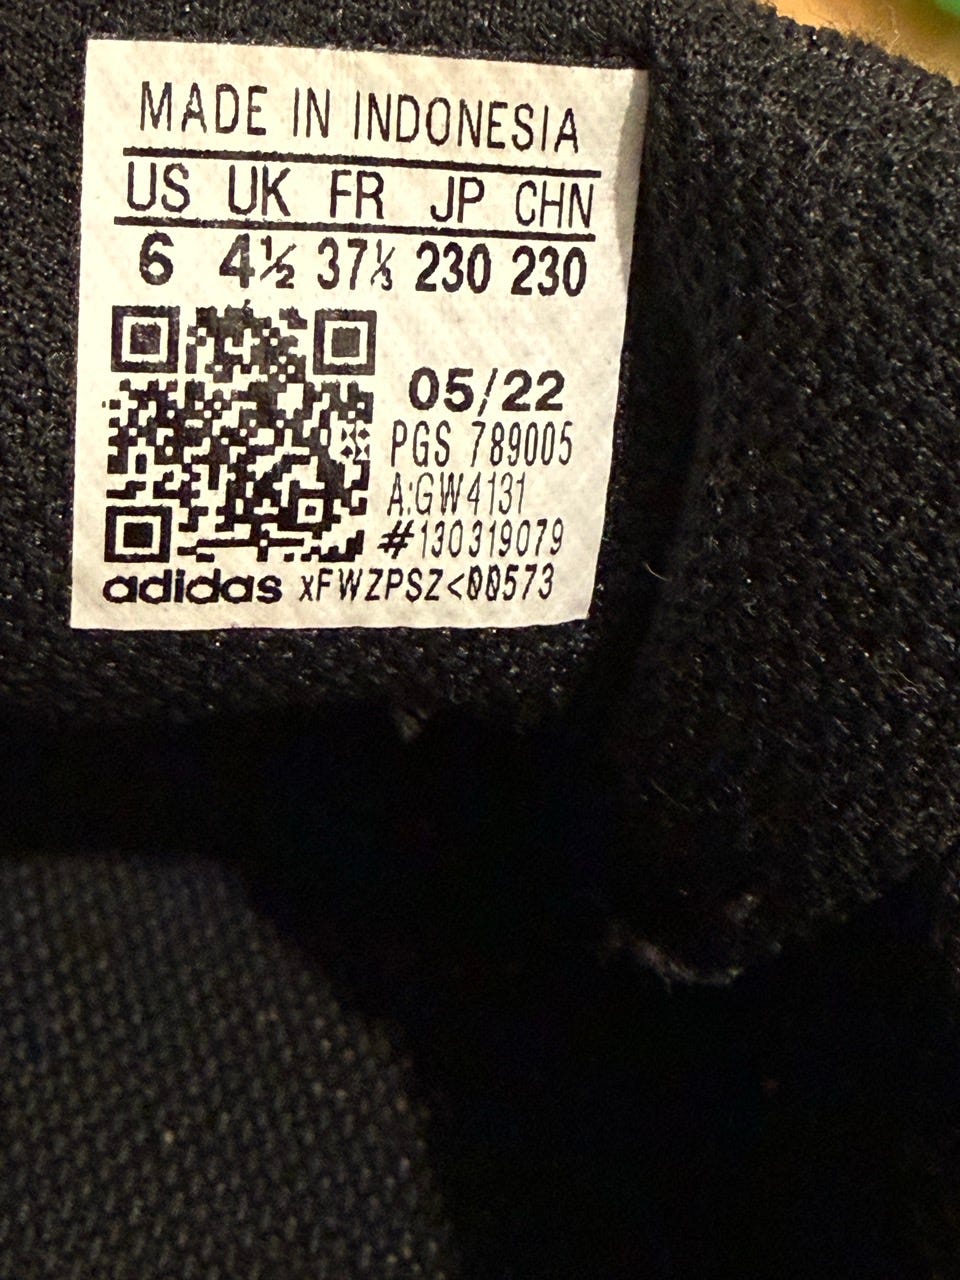 MADE IN INDONESIA
US UK FR JP CHN
6 4½ 37⅓ 230 230
05/22
PGS 789005
A:GW4131
#130319079
adidas xFWZPSZ<00573